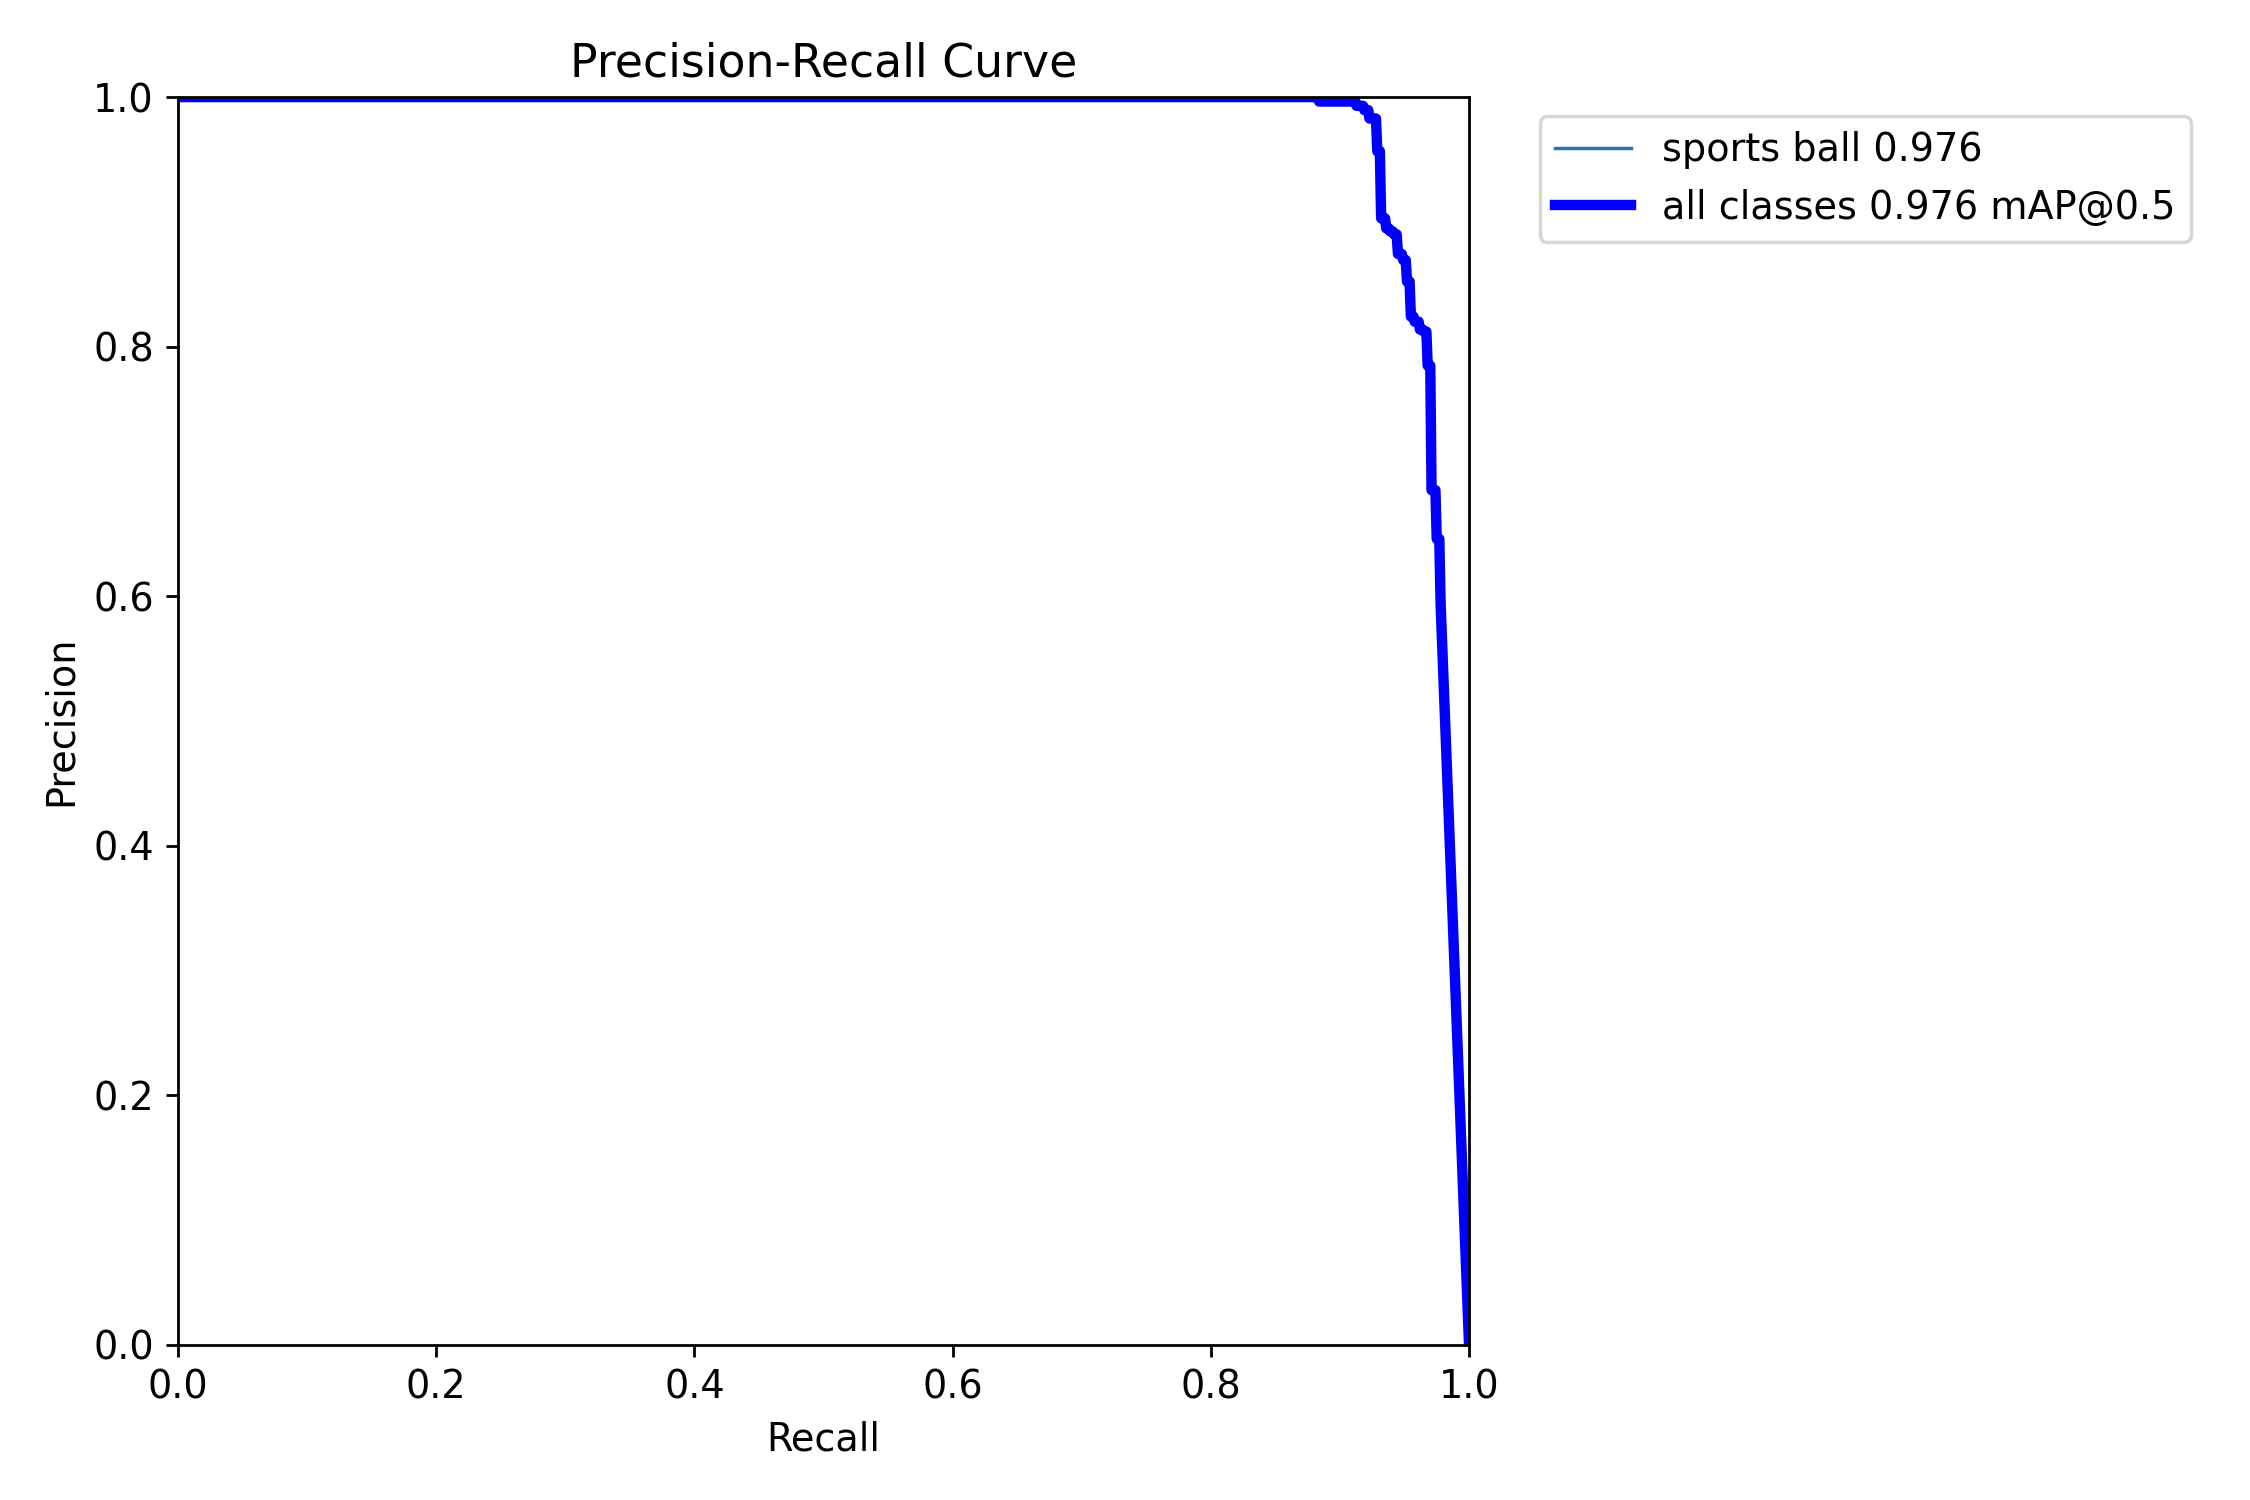 Precision-Recall Curve
1.0
0.8
0.6
0.4
0.2
0.0
Precision
0.0 0.2 0.4 0.6 0.8 1.0
Recall
sports ball 0.976
all classes 0.976 mAP@0.5